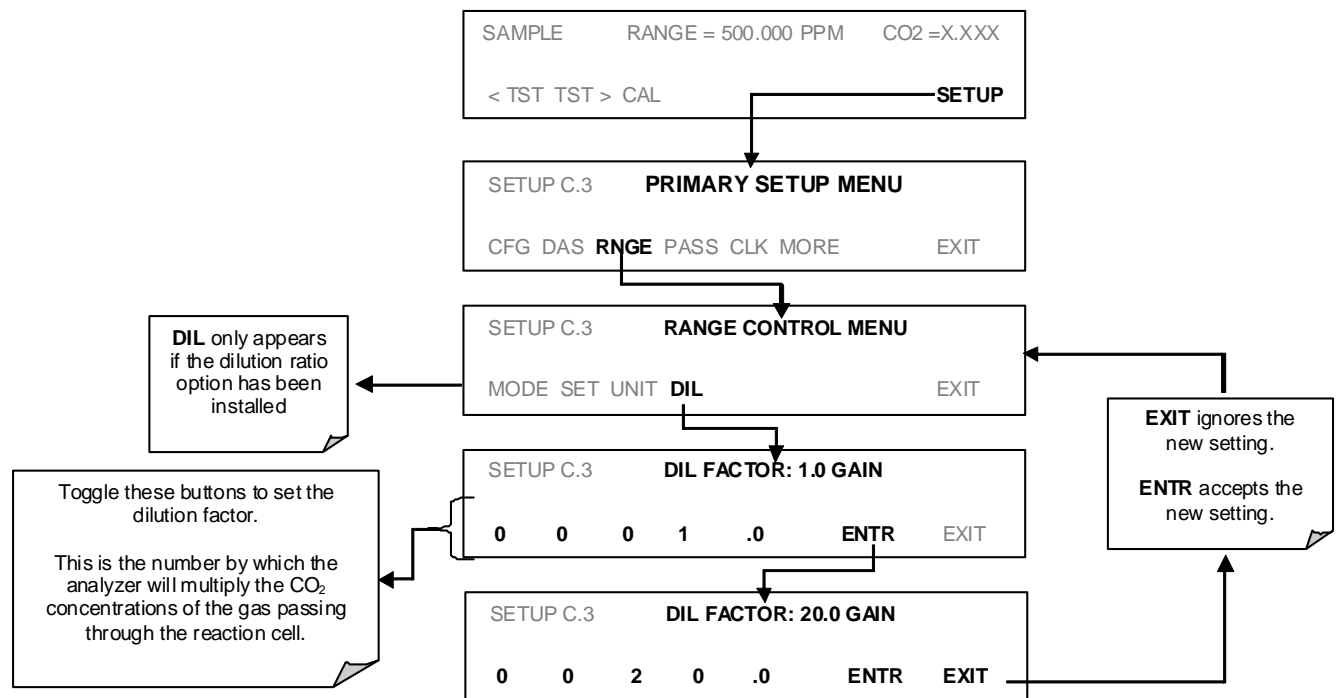 SAMPLE RANGE = 500.000 PPM CO2 =X.XXX
< TST TST > CAL SETUP
SETUP C.3 PRIMARY SETUP MENU
CFG DAS RNGE PASS CLK MORE EXIT
SETUP C.3 RANGE CONTROL MENU
MODE SET UNIT DIL EXIT
DIL only appears
if the dilution ratio
option has been
installed
EXIT ignores the
new setting.
ENTR accepts the
new setting.
SETUP C.3 DIL FACTOR: 1.0 GAIN
0 0 0 1 .0 ENTR EXIT
Toggle these buttons to set the
dilution factor.
This is the number by which the
analyzer will multiply the CO₂
concentrations of the gas passing
through the reaction cell.
SETUP C.3 DIL FACTOR: 20.0 GAIN
0 0 2 0 .0 ENTR EXIT